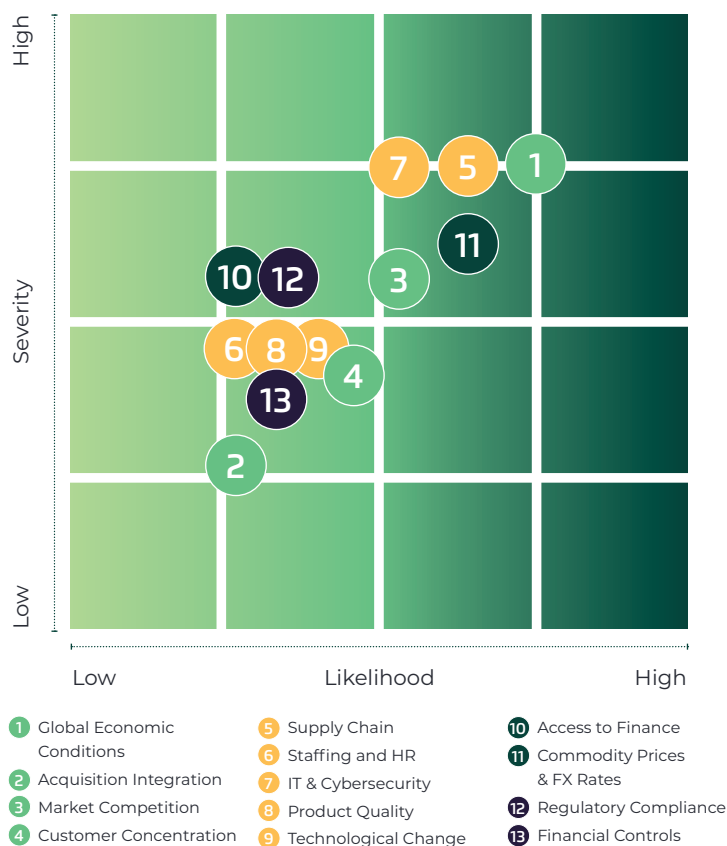 High
Severity
Low
7
5
1
11
10
12
3
6
8
9
4
13
2
Low
Likelihood
High
1 Global Economic
Conditions
2 Acquisition Integration
3 Market Competition
4 Customer Concentration
5 Supply Chain
6 Staffing and HR
7 IT & Cybersecurity
8 Product Quality
9 Technological Change
10 Access to Finance
11 Commodity Prices
& FX Rates
12 Regulatory Compliance
13 Financial Controls